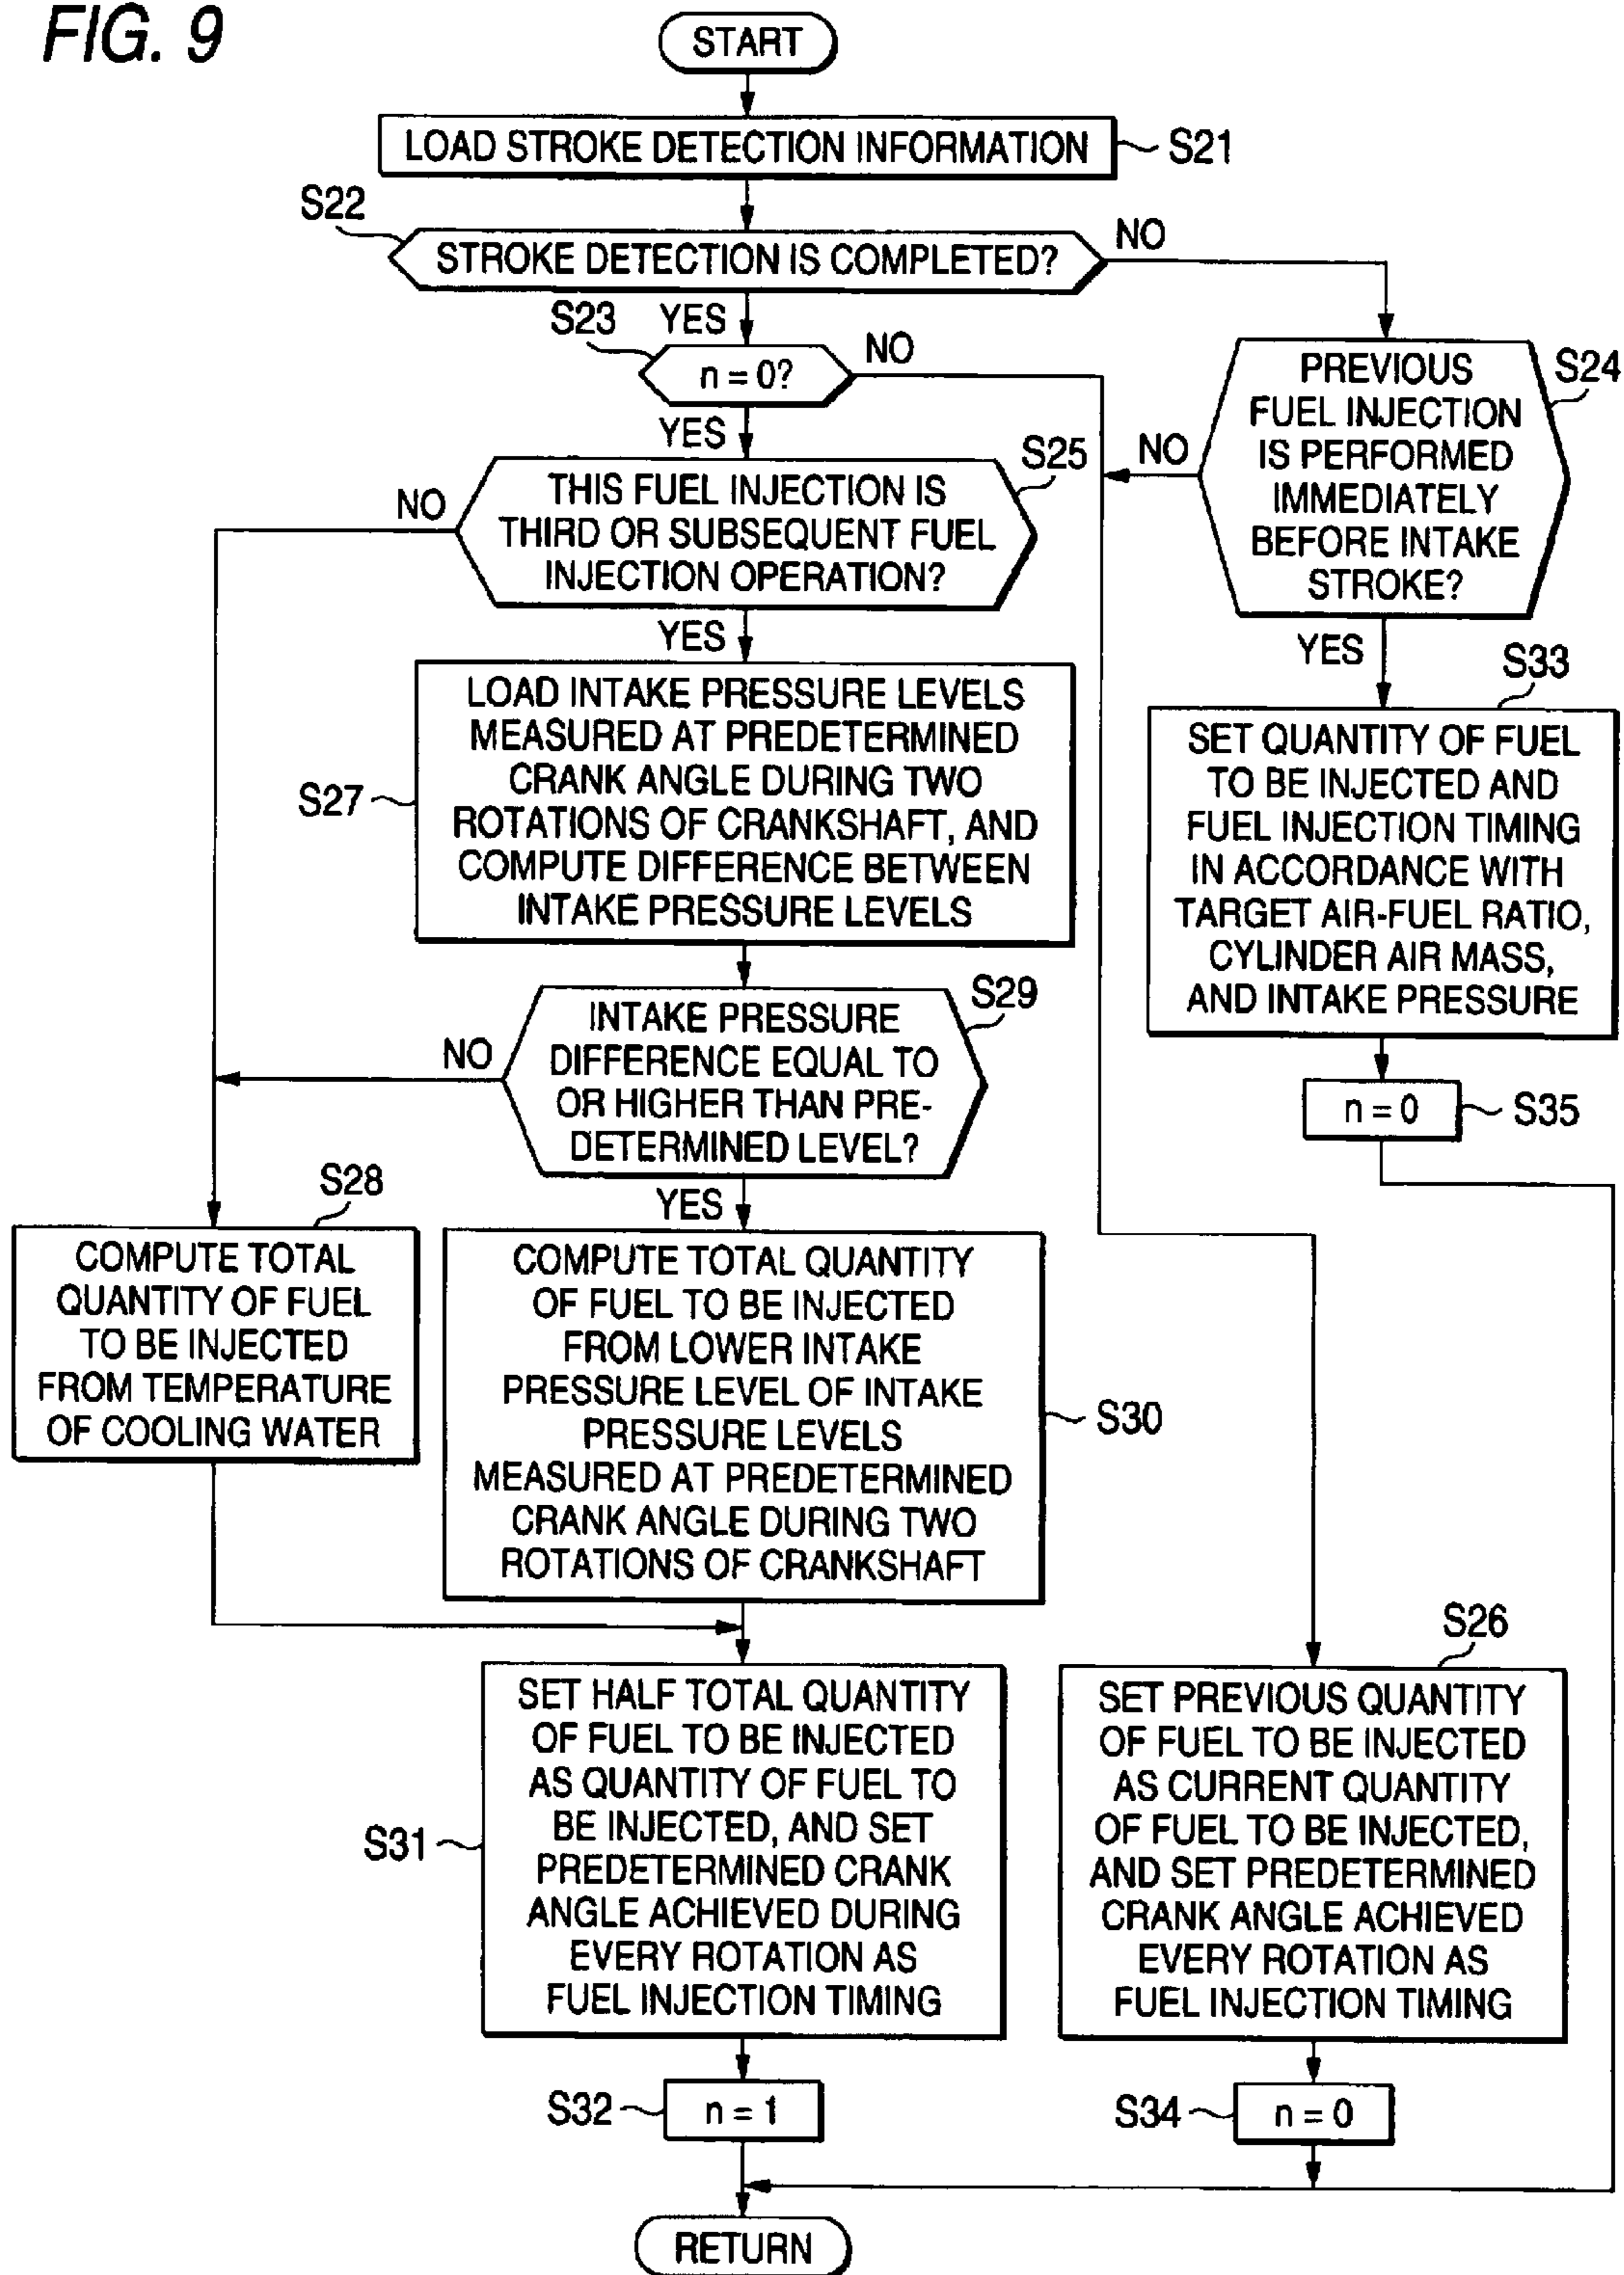 FIG. 9
START
LOAD STROKE DETECTION INFORMATION
S21
S22
STROKE DETECTION IS COMPLETED?
NO
YES
S23
n = 0?
NO
YES
S24
PREVIOUS
FUEL INJECTION
IS PERFORMED
IMMEDIATELY
BEFORE INTAKE
STROKE?
NO
YES
S25
THIS FUEL INJECTION IS
THIRD OR SUBSEQUENT FUEL
INJECTION OPERATION?
NO
YES
S27
LOAD INTAKE PRESSURE LEVELS
MEASURED AT PREDETERMINED
CRANK ANGLE DURING TWO
ROTATIONS OF CRANKSHAFT, AND
COMPUTE DIFFERENCE BETWEEN
INTAKE PRESSURE LEVELS
S33
SET QUANTITY OF FUEL
TO BE INJECTED AND
FUEL INJECTION TIMING
IN ACCORDANCE WITH
TARGET AIR-FUEL RATIO,
CYLINDER AIR MASS,
AND INTAKE PRESSURE
S29
INTAKE PRESSURE
DIFFERENCE EQUAL TO
OR HIGHER THAN PRE-
DETERMINED LEVEL?
NO
YES
n = 0
S35
S28
COMPUTE TOTAL
QUANTITY OF FUEL
TO BE INJECTED
FROM TEMPERATURE
OF COOLING WATER
COMPUTE TOTAL QUANTITY
OF FUEL TO BE INJECTED
FROM LOWER INTAKE
PRESSURE LEVEL OF INTAKE
PRESSURE LEVELS
MEASURED AT PREDETERMINED
CRANK ANGLE DURING TWO
ROTATIONS OF CRANKSHAFT
S30
S31
SET HALF TOTAL QUANTITY
OF FUEL TO BE INJECTED
AS QUANTITY OF FUEL TO
BE INJECTED, AND SET
PREDETERMINED CRANK
ANGLE ACHIEVED DURING
EVERY ROTATION AS
FUEL INJECTION TIMING
S26
SET PREVIOUS QUANTITY
OF FUEL TO BE INJECTED
AS CURRENT QUANTITY
OF FUEL TO BE INJECTED,
AND SET PREDETERMINED
CRANK ANGLE ACHIEVED
EVERY ROTATION AS
FUEL INJECTION TIMING
S32
n = 1
S34
n = 0
RETURN